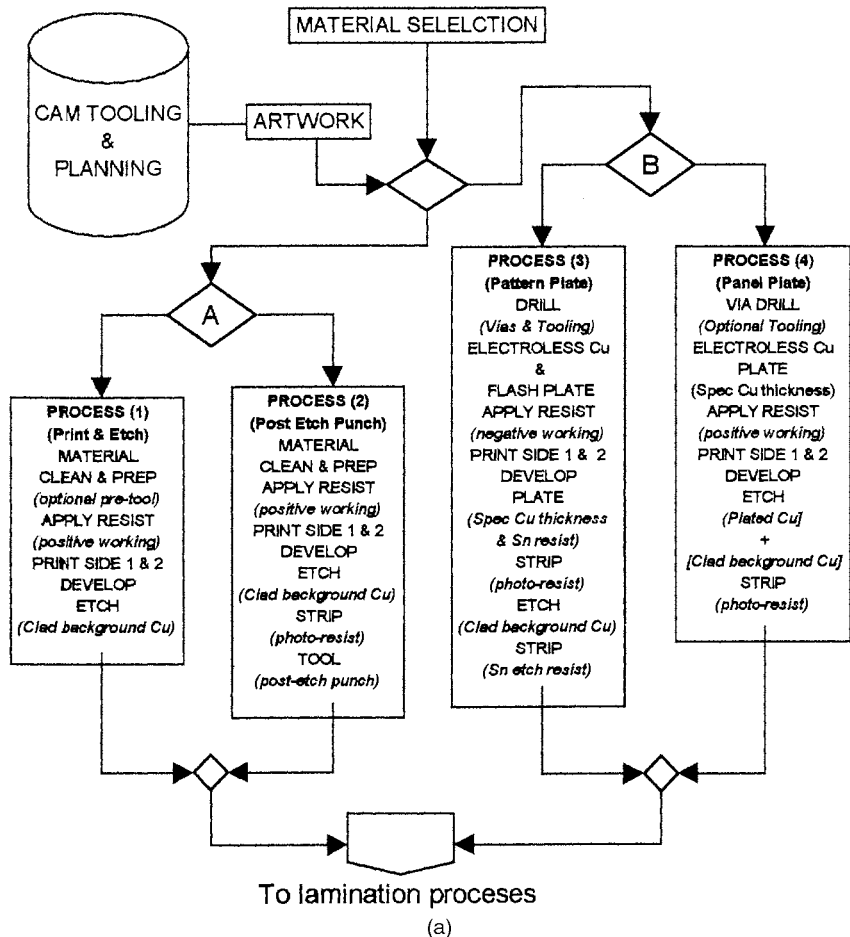 MATERIAL SELELCTION
CAM TOOLING
&
PLANNING
ARTWORK
B
A
PROCESS (1)
(Print & Etch)
MATERIAL
CLEAN & PREP
(optional pre-tool)
APPLY RESIST
(positive working)
PRINT SIDE 1 & 2
DEVELOP
ETCH
(Clad background Cu)
PROCESS (2)
(Post Etch Punch)
MATERIAL
CLEAN & PREP
APPLY RESIST
(positive working)
PRINT SIDE 1 & 2
DEVELOP
ETCH
(Clad background Cu)
STRIP
(photo-resist)
TOOL
(post-etch punch)
PROCESS (3)
(Pattern Plate)
DRILL
(Vias & Tooling)
ELECTROLESS Cu
&
FLASH PLATE
APPLY RESIST
(negative working)
PRINT SIDE 1 & 2
DEVELOP
PLATE
(Spec Cu thickness
& Sn resist)
STRIP
(photo-resist)
ETCH
(Clad background Cu)
STRIP
(Sn etch resist)
PROCESS (4)
(Panel Plate)
VIA DRILL
(Optional Tooling)
ELECTROLESS Cu
PLATE
(Spec Cu thickness)
APPLY RESIST
(positive working)
PRINT SIDE 1 & 2
DEVELOP
ETCH
(Plated Cu]
+
[Clad background Cu]
STRIP
(photo-resist)
To lamination proceses
(a)